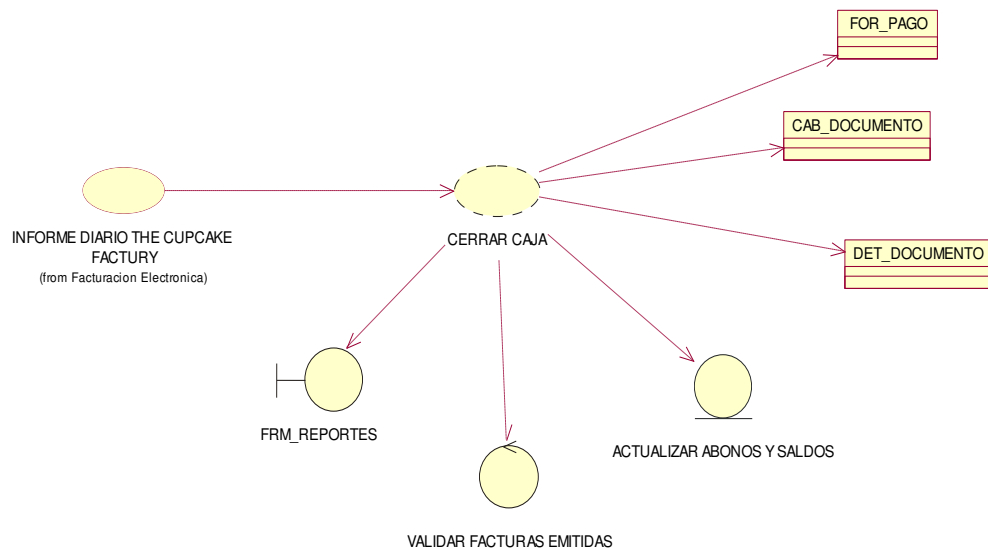 FOR_PAGO
CAB_DOCUMENTO
INFORME DIARIO THE CUPCAKE
FACTURY
(from Facturacion Electronica)
CERRAR CAJA
DET_DOCUMENTO
FRM_REPORTES
ACTUALIZAR ABONOS Y SALDOS
VALIDAR FACTURAS EMITIDAS